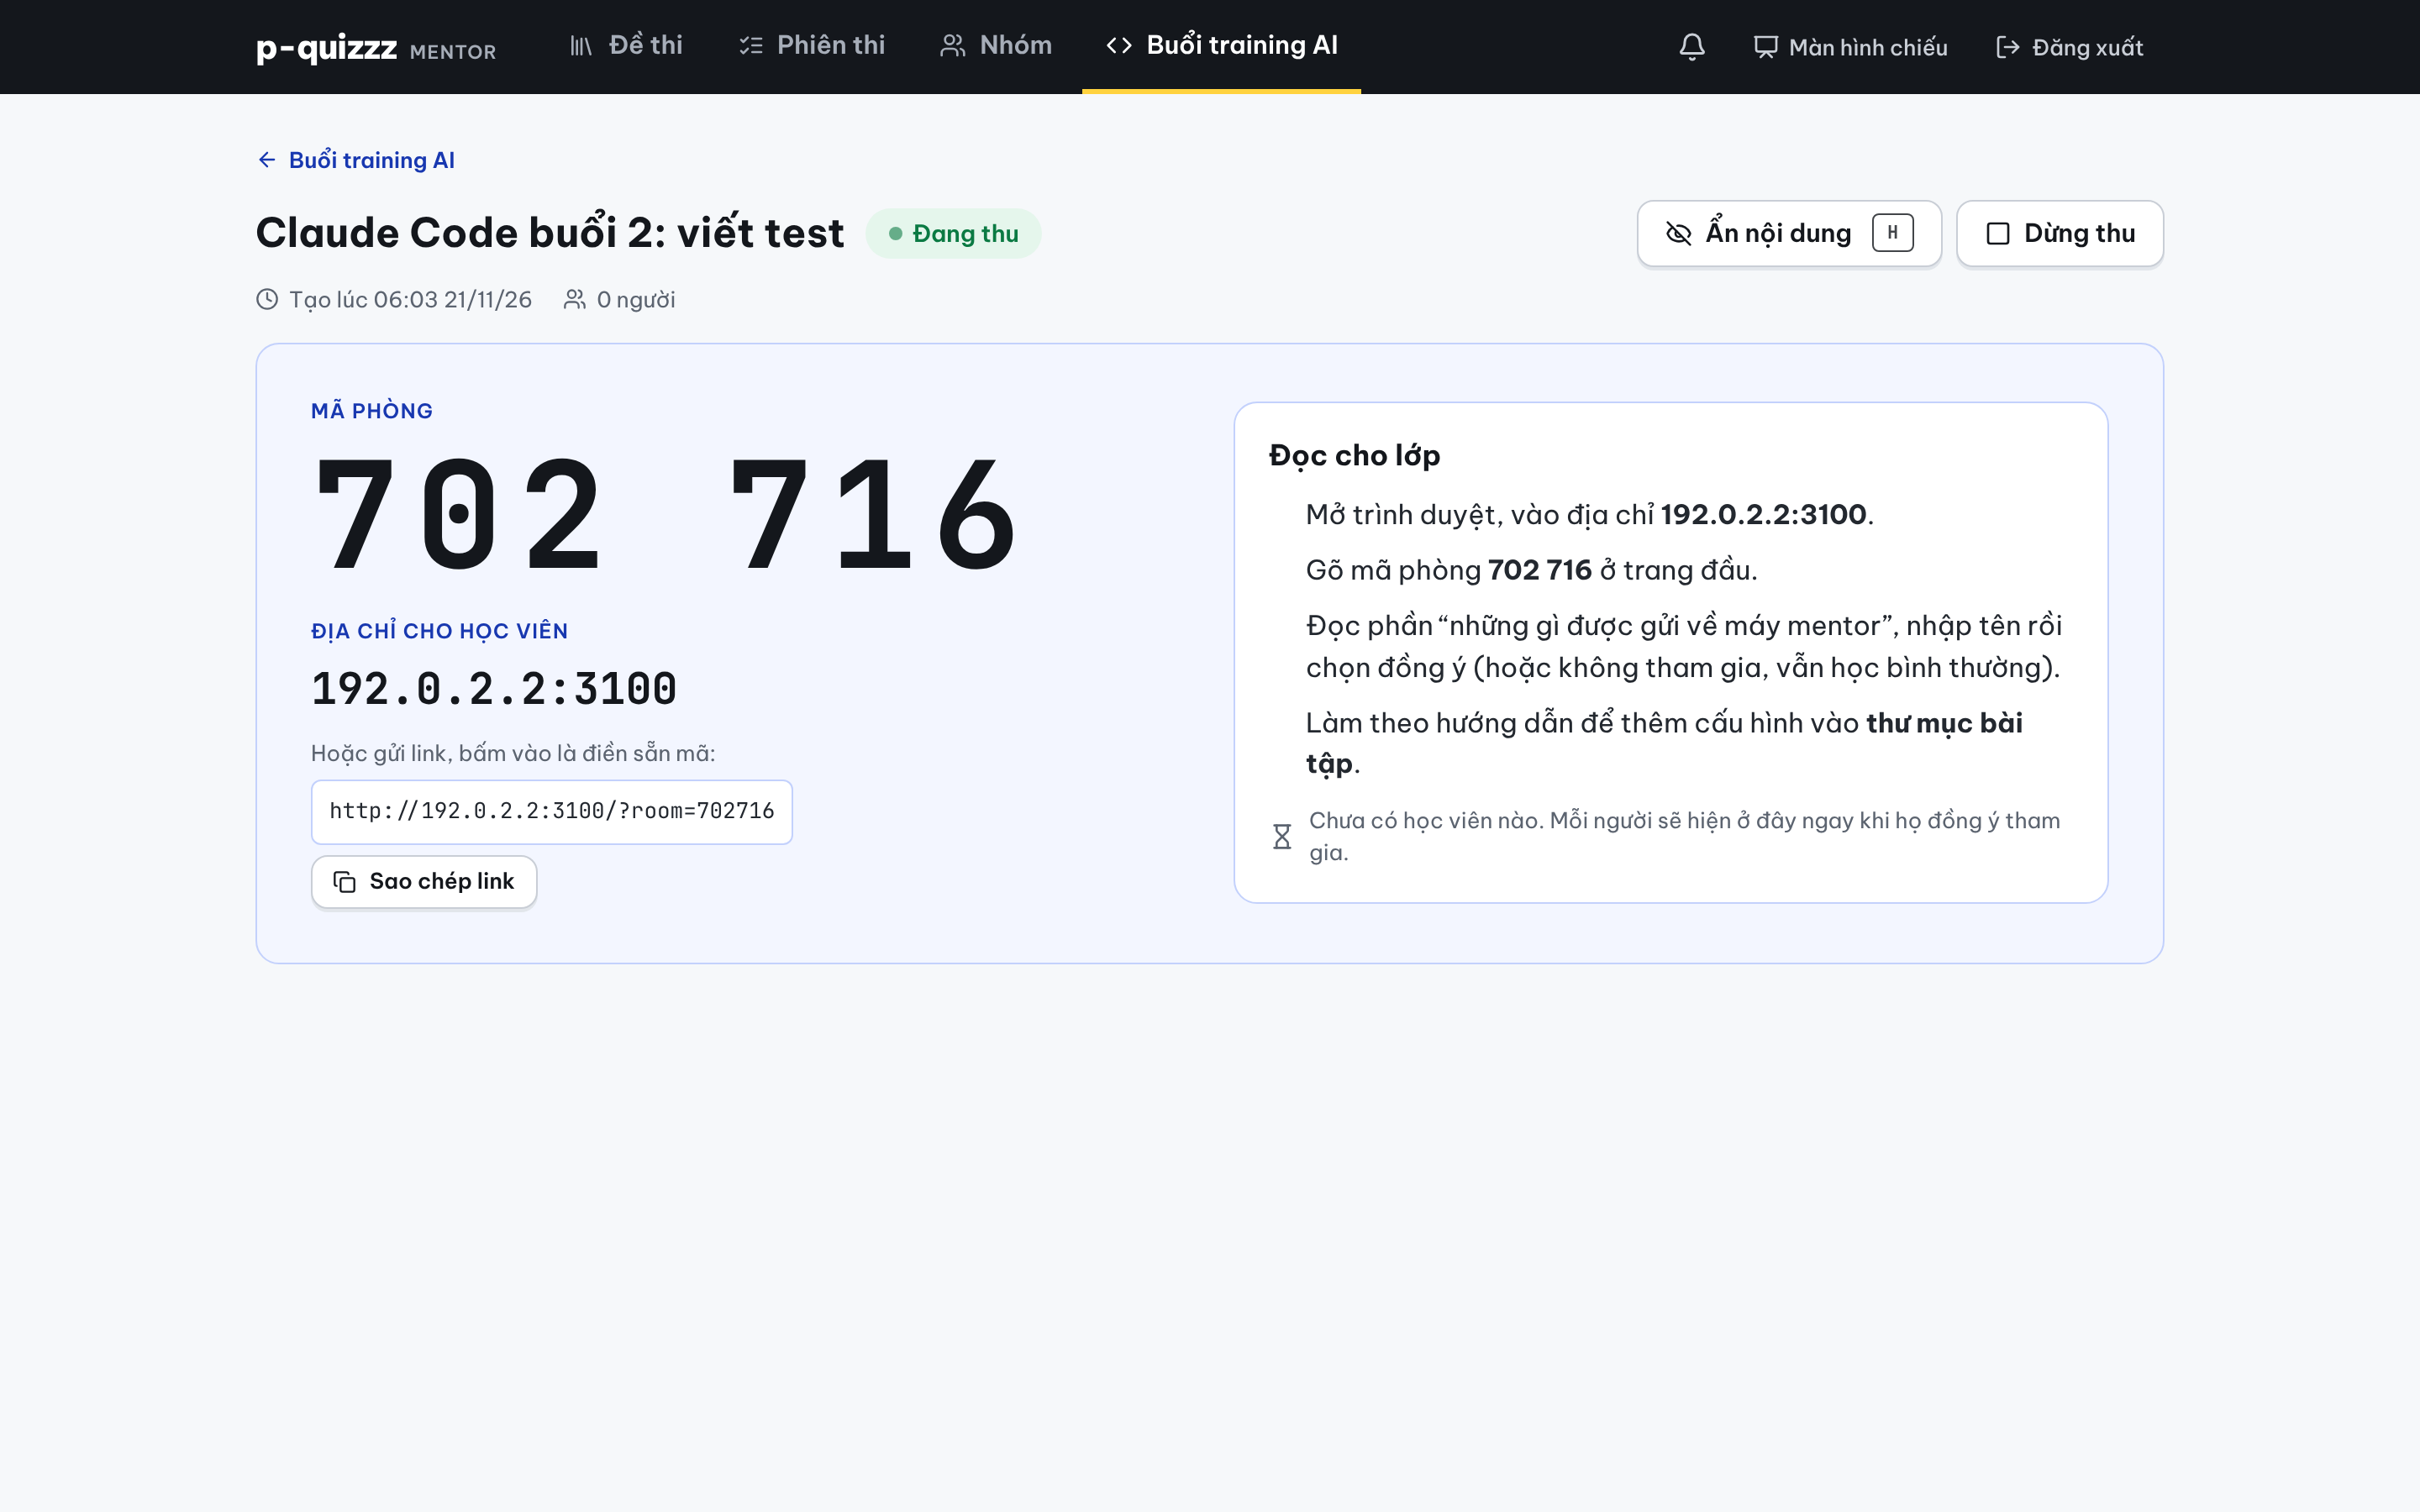 p-quizzz MENTOR
Đề thi
Phiên thi
Nhóm
Buổi training AI
Màn hình chiếu
Đăng xuất
Buổi training AI
Claude Code buổi 2: viết test
Đang thu
Ẩn nội dung H
Dừng thu
Tạo lúc 06:03 21/11/26
0 người
MÃ PHÒNG
702 716
ĐỊA CHỈ CHO HỌC VIÊN
192.0.2.2:3100
Hoặc gửi link, bấm vào là điền sẵn mã:
http://192.0.2.2:3100/?room=702716
Sao chép link
Đọc cho lớp
Mở trình duyệt, vào địa chỉ 192.0.2.2:3100.
Gõ mã phòng 702 716 ở trang đầu.
Đọc phần “những gì được gửi về máy mentor”, nhập tên rồi
chọn đồng ý (hoặc không tham gia, vẫn học bình thường).
Làm theo hướng dẫn để thêm cấu hình vào thư mục bài
tập.
Chưa có học viên nào. Mỗi người sẽ hiện ở đây ngay khi họ đồng ý tham
gia.